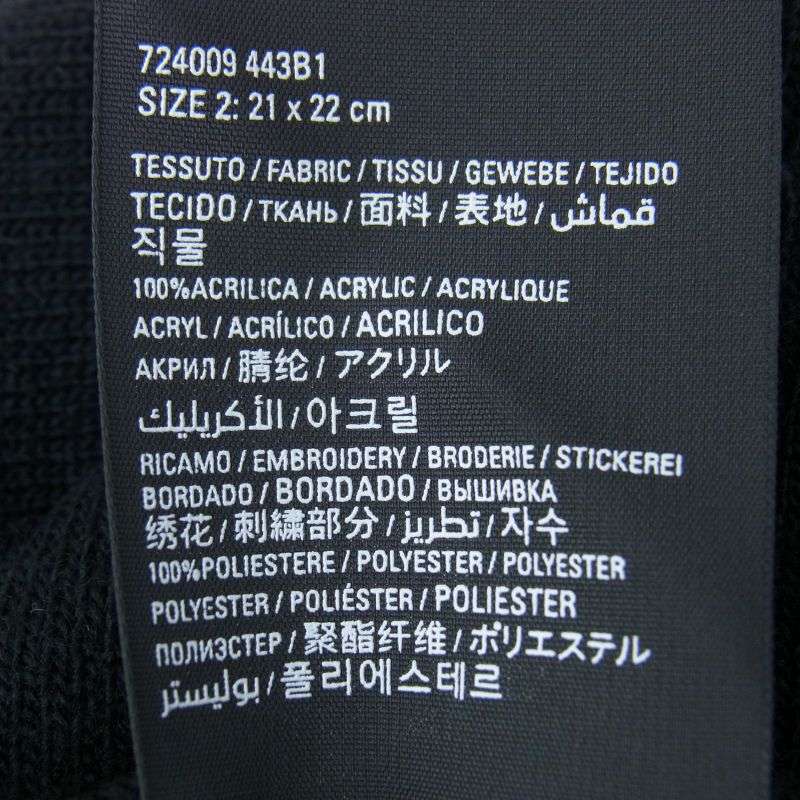 724009 443B1
SIZE 2: 21 x 22 cm
TESSUTO / FABRIC / TISSU / GEWEBE / TEJIDO
TECIDO / ТКАНЬ / 面料 / 表地 / قماش /
직물
100%ACRILICA / ACRYLIC / ACRYLIQUE
ACRYL / ACRÍLICO / ACRILICO
АКРИЛ / 腈纶 / アクリル
الأكريليك / 아크릴
RICAMO / EMBROIDERY / BRODERIE / STICKEREI
BORDADO / BORDADO / ВЫШИВКА
绣花 / 刺繍部分 / تطريز / 자수
100%POLIESTERE / POLYESTER / POLYESTER
POLYESTER / POLIÉSTER / POLIESTER
ПОЛИЭСТЕР / 聚酯纤维 / ポリエステル
بوليستر / 폴리에스테르